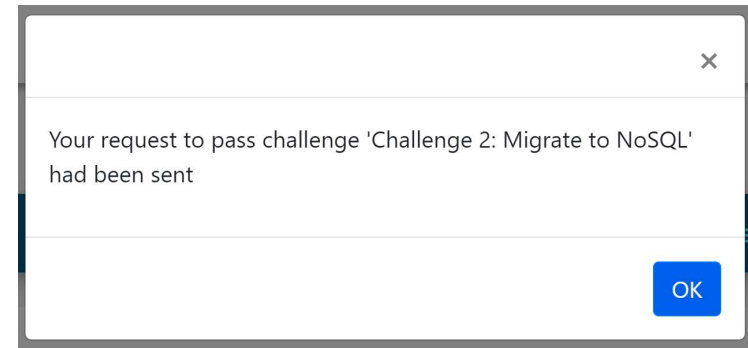 ×
Your request to pass challenge 'Challenge 2: Migrate to NoSQL'
had been sent
OK